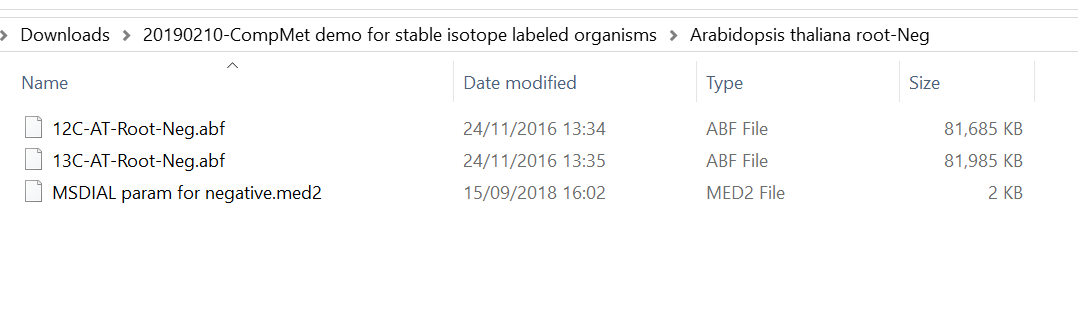 Downloads > 20190210-CompMet demo for stable isotope labeled organisms > Arabidopsis thaliana root-Neg
Name Date modified Type Size
12C-AT-Root-Neg.abf 24/11/2016 13:34 ABF File 81,685 KB
13C-AT-Root-Neg.abf 24/11/2016 13:35 ABF File 81,985 KB
MSDIAL param for negative.med2 15/09/2018 16:02 MED2 File 2 KB